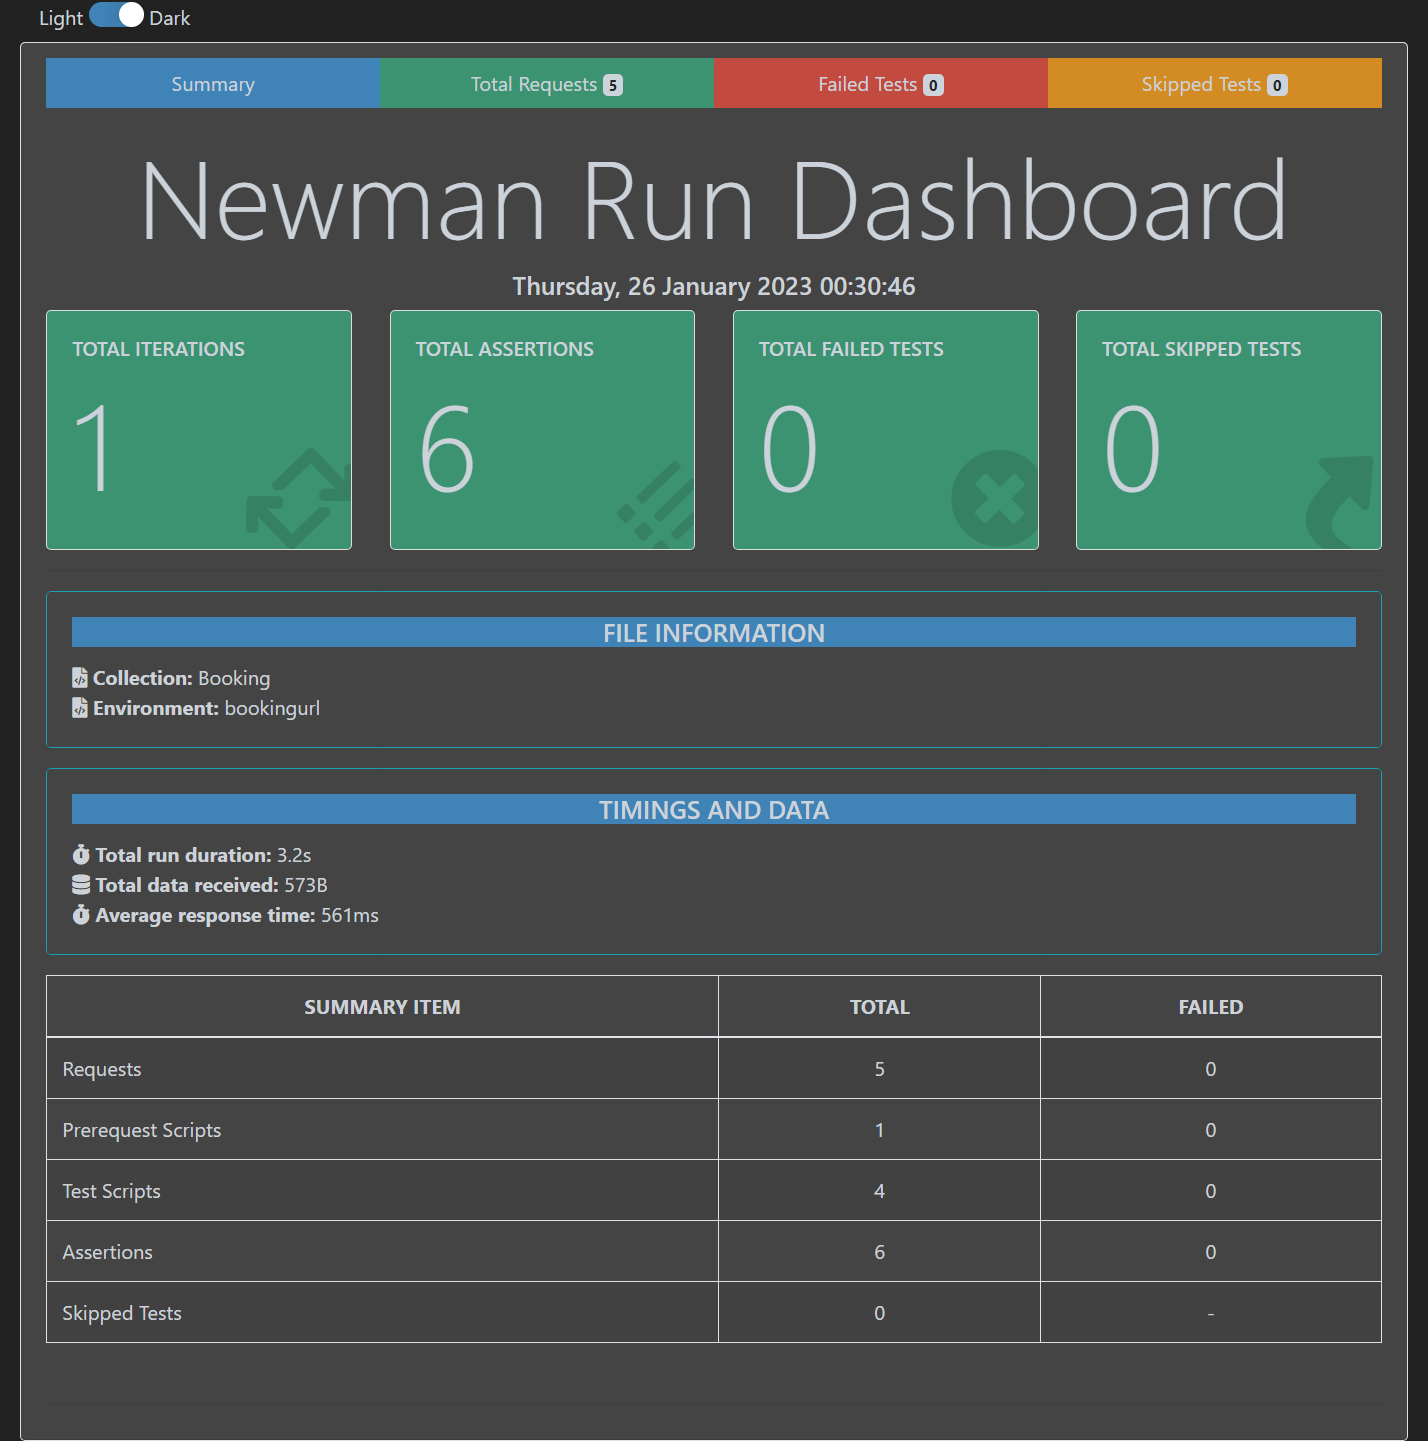 Light Dark
Summary Total Requests 5 Failed Tests 0 Skipped Tests 0
Newman Run Dashboard
Thursday, 26 January 2023 00:30:46
TOTAL ITERATIONS TOTAL ASSERTIONS TOTAL FAILED TESTS TOTAL SKIPPED TESTS
1 6 0 0
FILE INFORMATION
Collection: Booking
Environment: bookingurl
TIMINGS AND DATA
Total run duration: 3.2s
Total data received: 573B
Average response time: 561ms
SUMMARY ITEM TOTAL FAILED
Requests 5 0
Prerequest Scripts 1 0
Test Scripts 4 0
Assertions 6 0
Skipped Tests 0 -